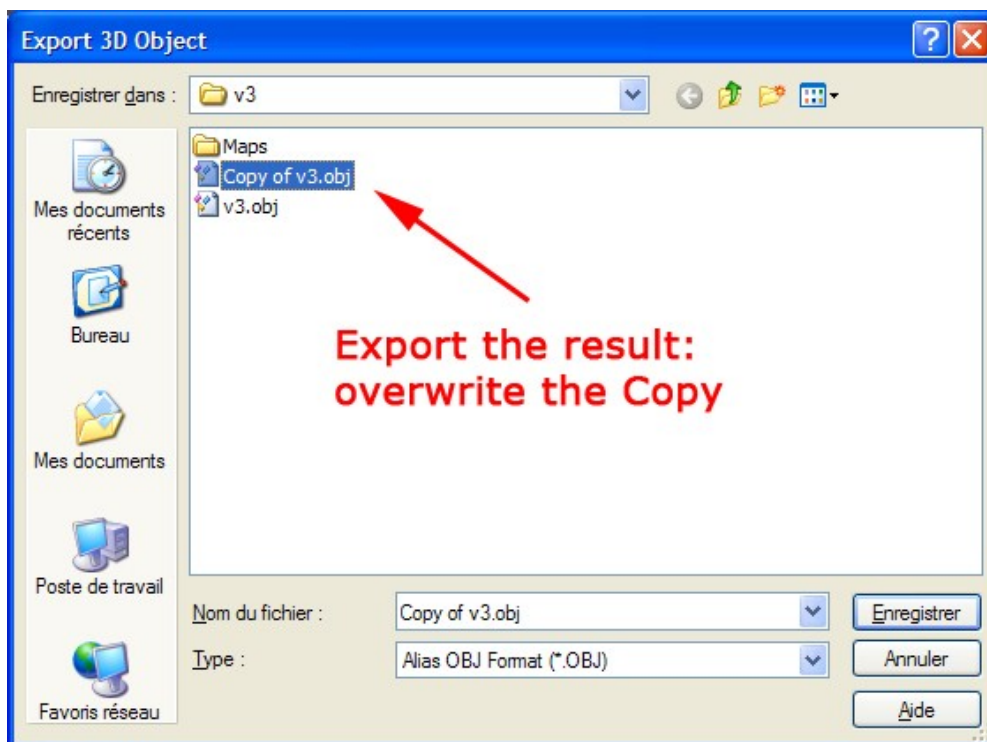 Export 3D Object
Enregistrer dans :
v3
Mes documents
récents
Bureau
Mes documents
Poste de travail
Favoris réseau
Maps
Copy of v3.obj
v3.obj
Export the result:
overwrite the Copy
Nom du fichier :
Copy of v3.obj
Enregistrer
Type :
Alias OBJ Format (*.OBJ)
Annuler
Aide